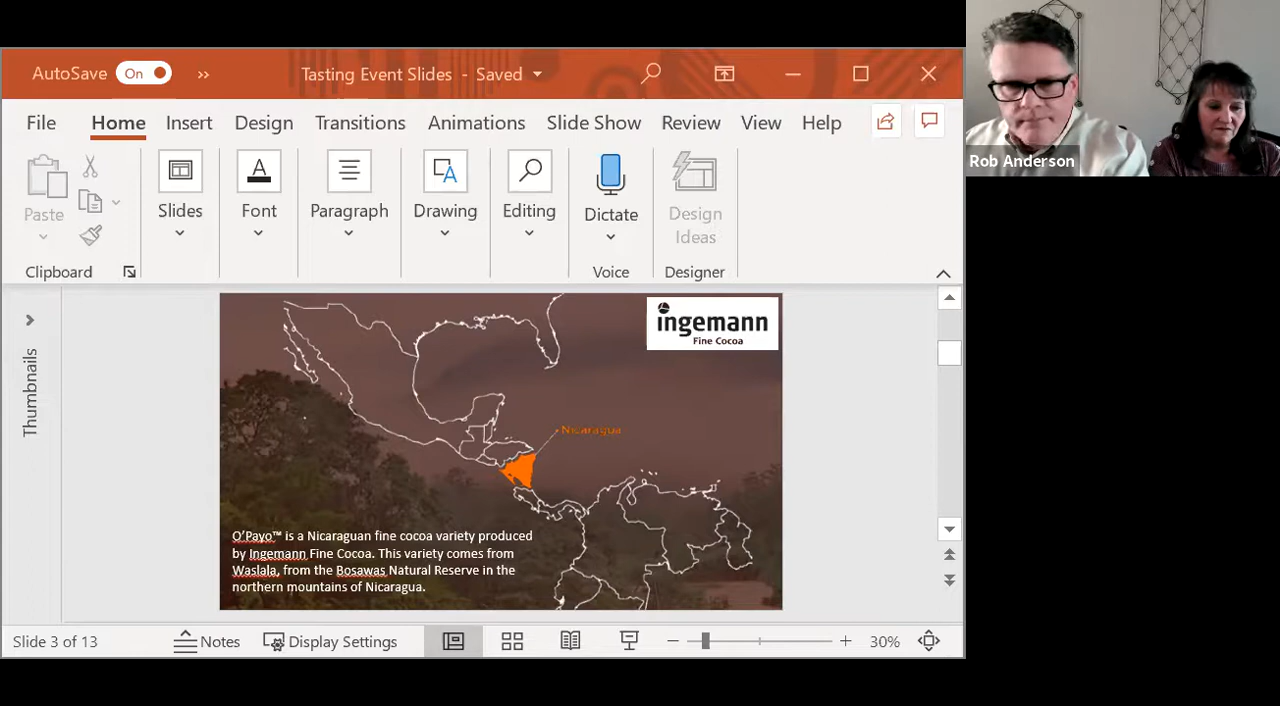 AutoSave On Tasting Event Slides - Saved
File Home Insert Design Transitions Animations Slide Show Review View Help
Paste Slides Font Paragraph Drawing Editing Dictate Design Ideas
Clipboard Voice Designer
Thumbnails
ingemann
Fine Cocoa
Nicaragua
O'Payo™ is a Nicaraguan fine cocoa variety produced
by Ingemann Fine Cocoa. This variety comes from
Waslala, from the Bosawas Natural Reserve in the
northern mountains of Nicaragua.
Slide 3 of 13 Notes Display Settings 30%
Rob Anderson